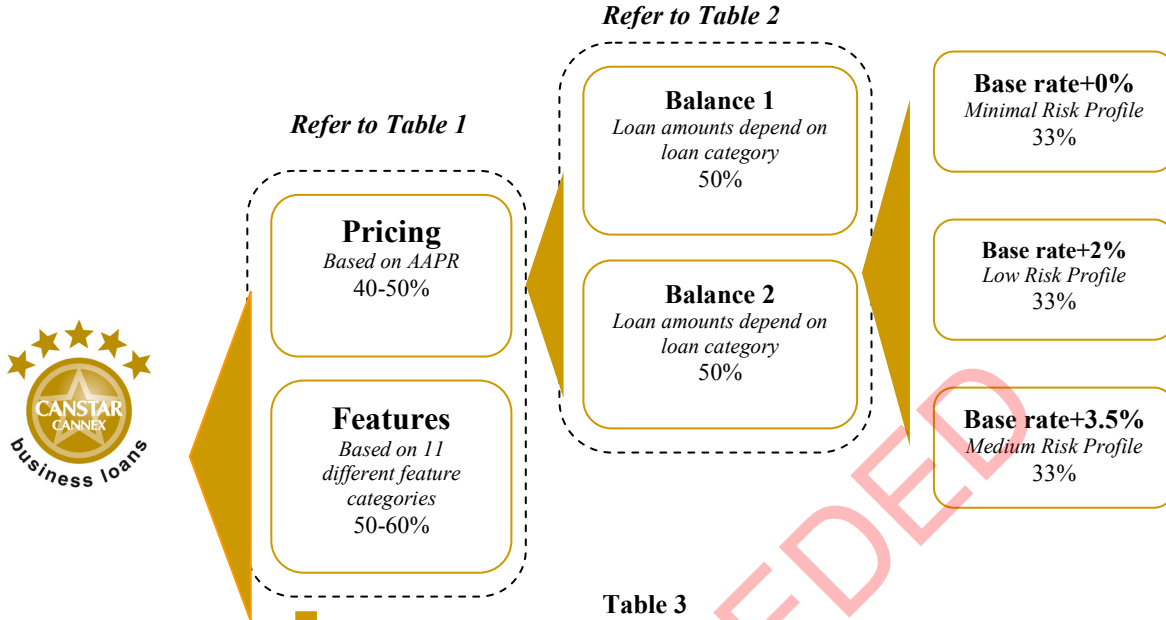 Refer to Table 2
Refer to Table 1
Pricing
Based on AAPR
40-50%
Features
Based on 11
different feature
categories
50-60%
Balance 1
Loan amounts depend on
loan category
50%
Balance 2
Loan amounts depend on
loan category
50%
Base rate+0%
Minimal Risk Profile
33%
Base rate+2%
Low Risk Profile
33%
Base rate+3.5%
Medium Risk Profile
33%
CANSTAR
CANNEX
business loans
Table 3
EDED